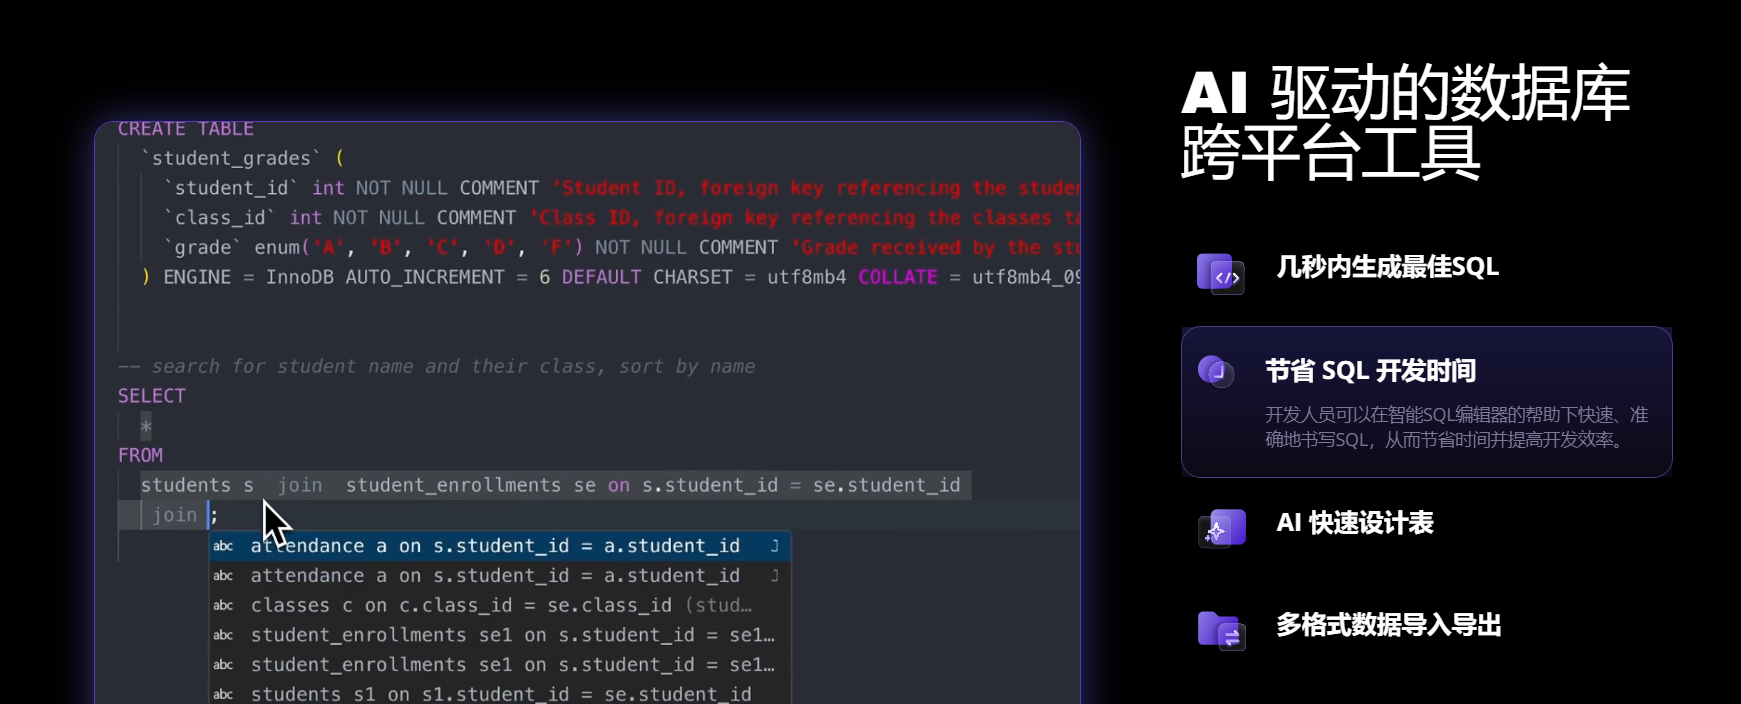 CREATE TABLE
`student_grades` (
`student_id` int NOT NULL COMMENT 'Student ID, foreign key referencing the studen
`class_id` int NOT NULL COMMENT 'Class ID, foreign key referencing the classes ta
`grade` enum('A', 'B', 'C', 'D', 'F') NOT NULL COMMENT 'Grade received by the stu
) ENGINE = InnoDB AUTO_INCREMENT = 6 DEFAULT CHARSET = utf8mb4 COLLATE = utf8mb4_09
-- search for student name and their class, sort by name
SELECT
*
FROM
students s join student_enrollments se on s.student_id = se.student_id
join ;
abc attendance a on s.student_id = a.student_id J
abc attendance a on s.student_id = a.student_id J
abc classes c on c.class_id = se.class_id (stud…
abc student_enrollments se1 on s.student_id = se1…
abc student_enrollments se1 on s.student_id = se1…
abc students s1 on s1.student_id = se.student_id
AI 驱动的数据库
跨平台工具
几秒内生成最佳SQL
节省 SQL 开发时间
开发人员可以在智能SQL编辑器的帮助下快速、准
确地书写SQL，从而节省时间并提高开发效率。
AI 快速设计表
多格式数据导入导出